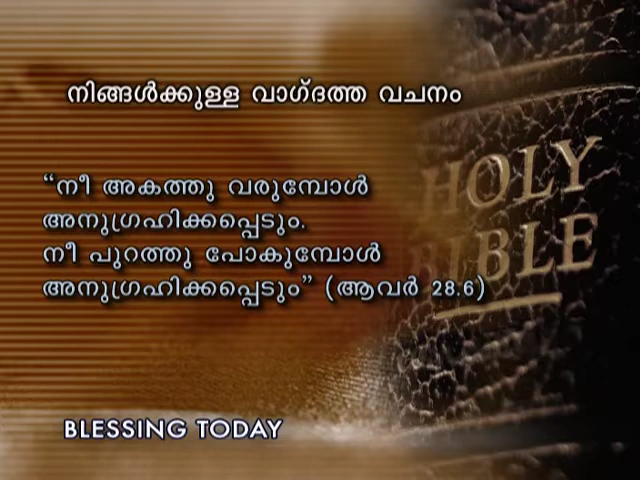 നിങ്ങൾക്കുള്ള വാഗ്ദത്ത വചനം
“നീ അകത്തു വരുമ്പോൾ
അനുഗ്രഹിക്കപ്പെടും.
നീ പുറത്തു പോകുമ്പോൾ
അനുഗ്രഹിക്കപ്പെടും” (ആവർ 28.6)
HOLY
BIBLE
BLESSING TODAY